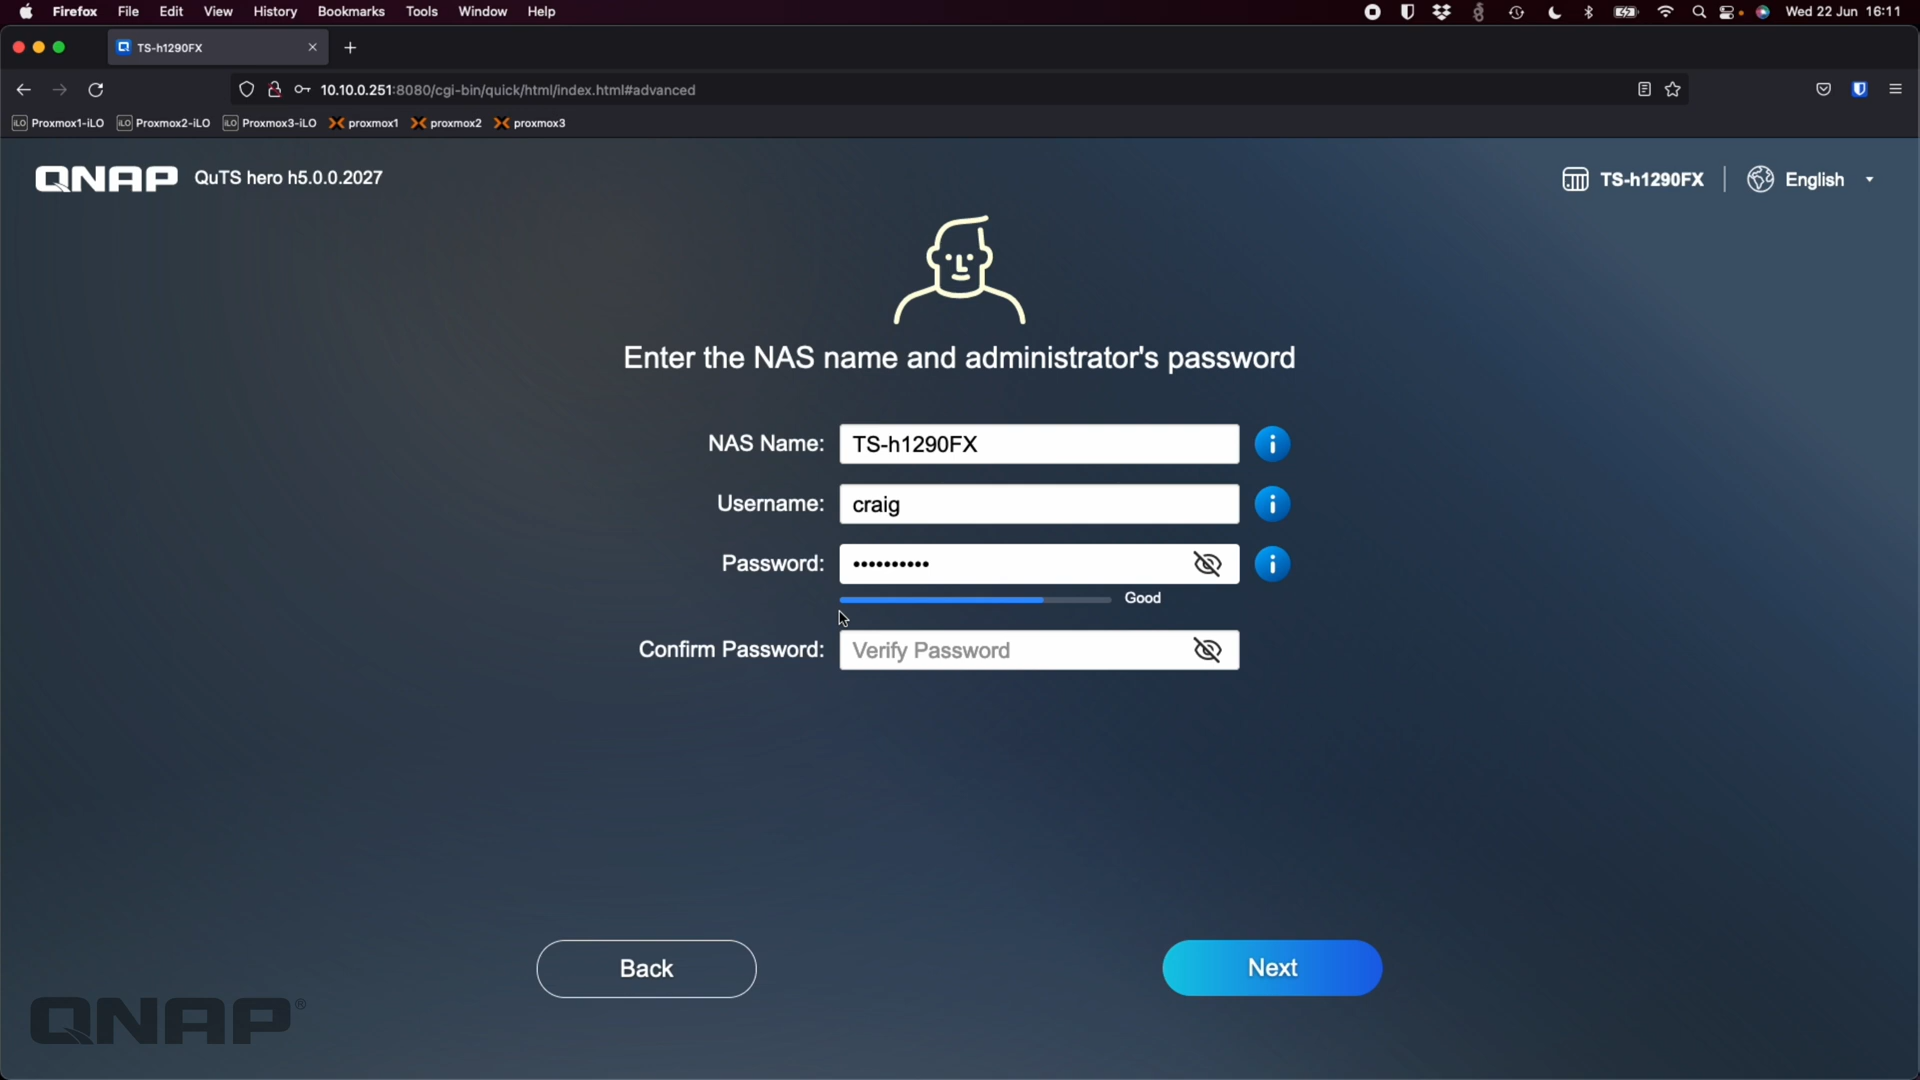 Firefox File Edit View History Bookmarks Tools Window Help Wed 22 Jun 16:11
TS-h1290FX
10.10.0.251:8080/cgi-bin/quick/html/index.html#advanced
iLO Proxmox1-iLO iLO Proxmox2-iLO iLO Proxmox3-iLO proxmox1 proxmox2 proxmox3
QNAP QuTS hero h5.0.0.2027 TS-h1290FX English
Enter the NAS name and administrator's password
NAS Name: TS-h1290FX
Username: craig
Password: ••••••••••
Good
Confirm Password: Verify Password
Back Next
QNAP®